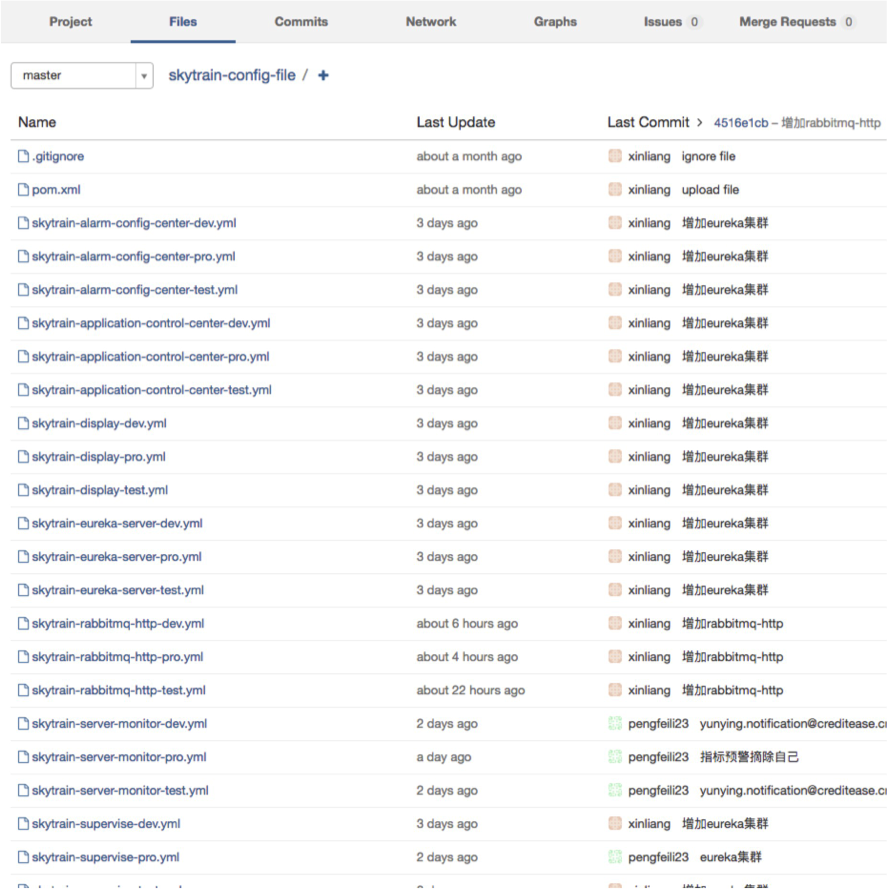 Project Files Commits Network Graphs Issues 0 Merge Requests 0
master skytrain-config-file / +
Name Last Update Last Commit > 4516e1cb – 增加rabbitmq-http
.gitignore about a month ago xinliang ignore file
pom.xml about a month ago xinliang upload file
skytrain-alarm-config-center-dev.yml 3 days ago xinliang 增加eureka集群
skytrain-alarm-config-center-pro.yml 3 days ago xinliang 增加eureka集群
skytrain-alarm-config-center-test.yml 3 days ago xinliang 增加eureka集群
skytrain-application-control-center-dev.yml 3 days ago xinliang 增加eureka集群
skytrain-application-control-center-pro.yml 3 days ago xinliang 增加eureka集群
skytrain-application-control-center-test.yml 3 days ago xinliang 增加eureka集群
skytrain-display-dev.yml 3 days ago xinliang 增加eureka集群
skytrain-display-pro.yml 3 days ago xinliang 增加eureka集群
skytrain-display-test.yml 3 days ago xinliang 增加eureka集群
skytrain-eureka-server-dev.yml 3 days ago xinliang 增加eureka集群
skytrain-eureka-server-pro.yml 3 days ago xinliang 增加eureka集群
skytrain-eureka-server-test.yml 3 days ago xinliang 增加eureka集群
skytrain-rabbitmq-http-dev.yml about 6 hours ago xinliang 增加rabbitmq-http
skytrain-rabbitmq-http-pro.yml about 4 hours ago xinliang 增加rabbitmq-http
skytrain-rabbitmq-http-test.yml about 22 hours ago xinliang 增加rabbitmq-http
skytrain-server-monitor-dev.yml 2 days ago pengfeili23 yunying.notification@creditease.c
skytrain-server-monitor-pro.yml a day ago pengfeili23 指标预警摘除自己
skytrain-server-monitor-test.yml 2 days ago pengfeili23 yunying.notification@creditease.c
skytrain-supervise-dev.yml 3 days ago xinliang 增加eureka集群
skytrain-supervise-pro.yml 2 days ago pengfeili23 eureka集群